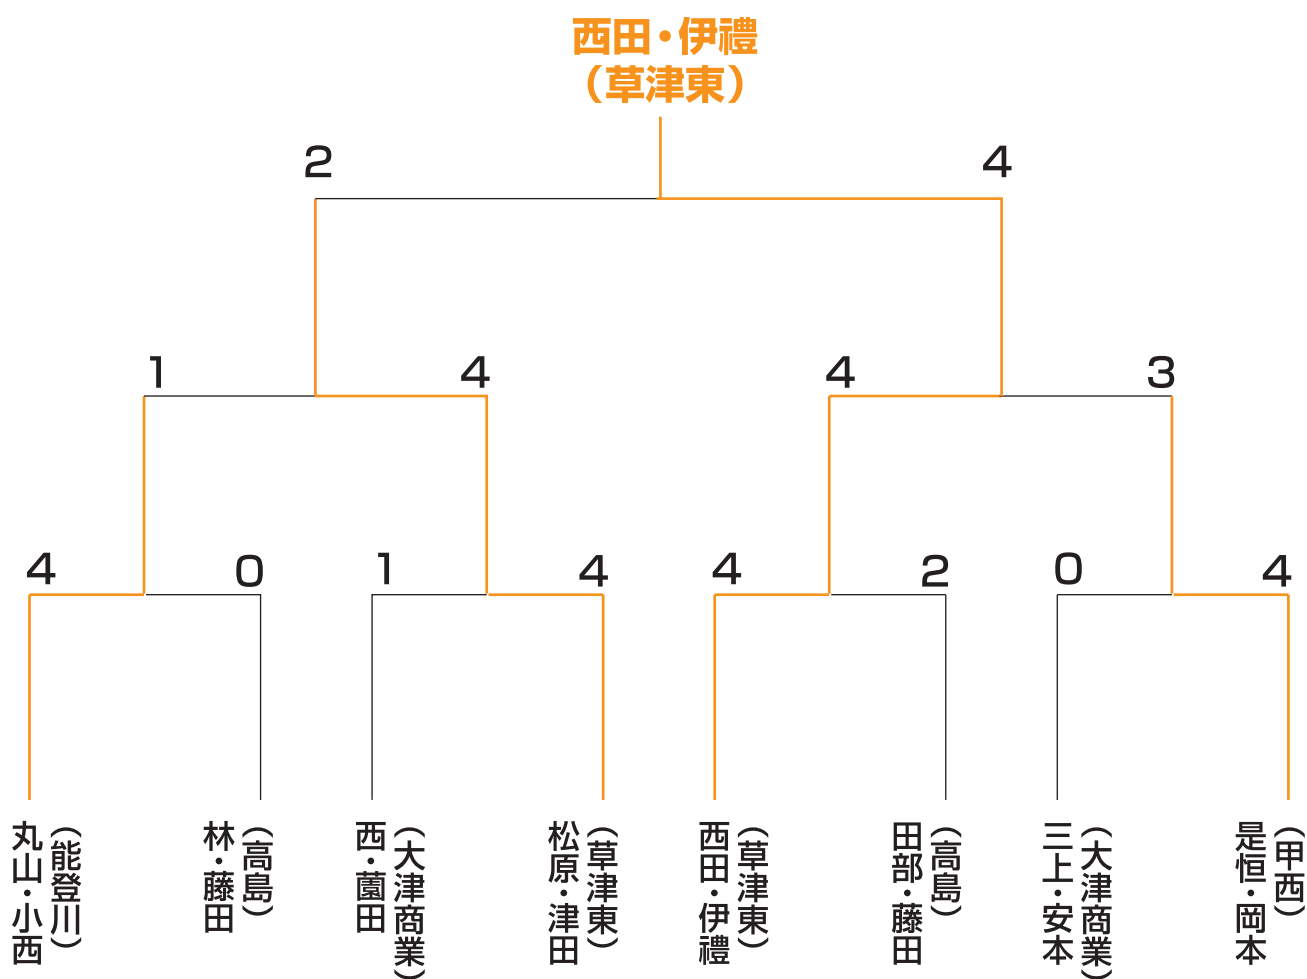 西田・伊禮
（草津東）
2
4
1
4
4
3
4
0
1
4
4
2
0
4
丸山・小西
（能登川）
林・藤田
（高島）
西・薗田
（大津商業）
松原・津田
（草津東）
西田・伊禮
（草津東）
田部・藤田
（高島）
三上・安本
（大津商業）
是恒・岡本
（甲西）